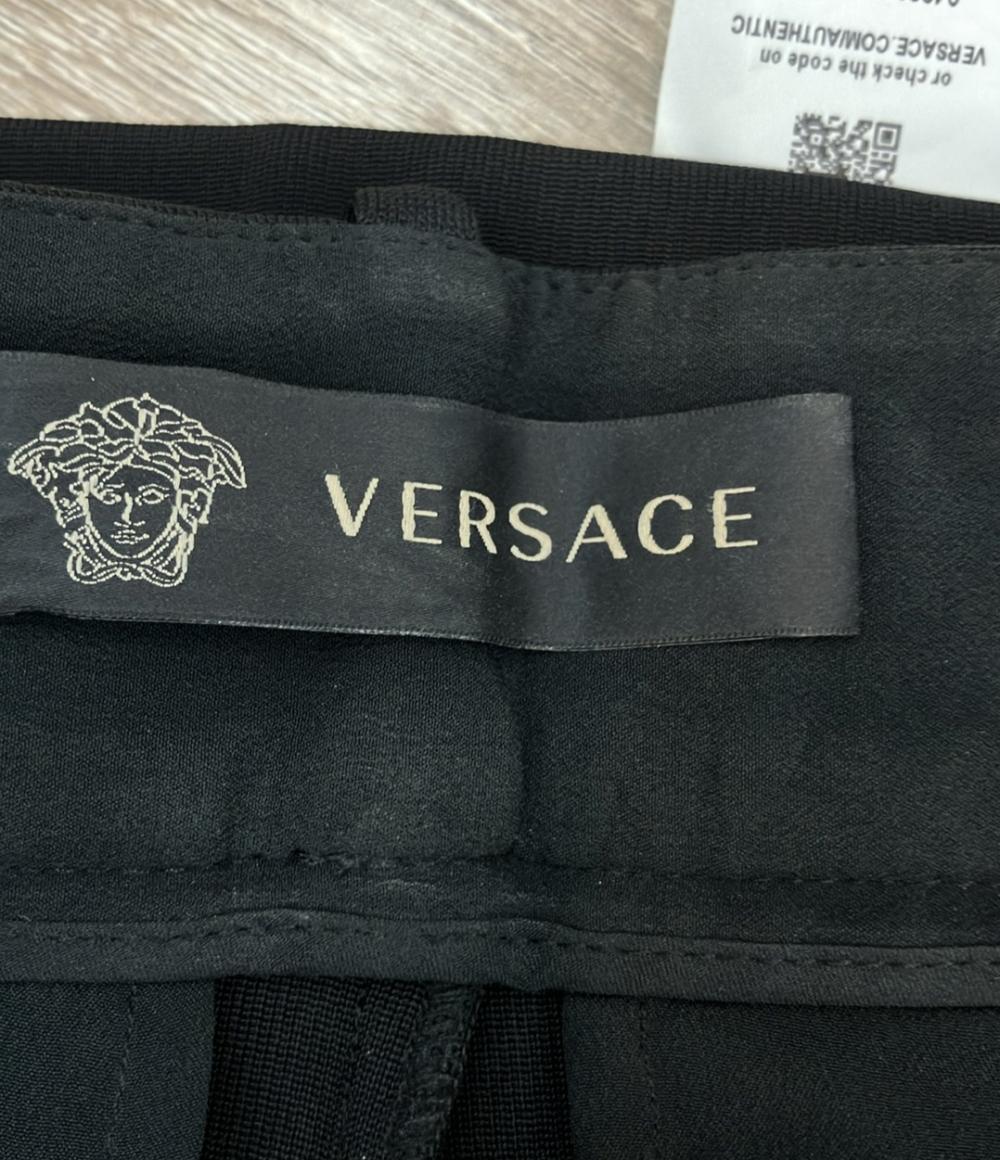 or check the code on
VERSACE.COM/AUTHENTIC
VERSACE